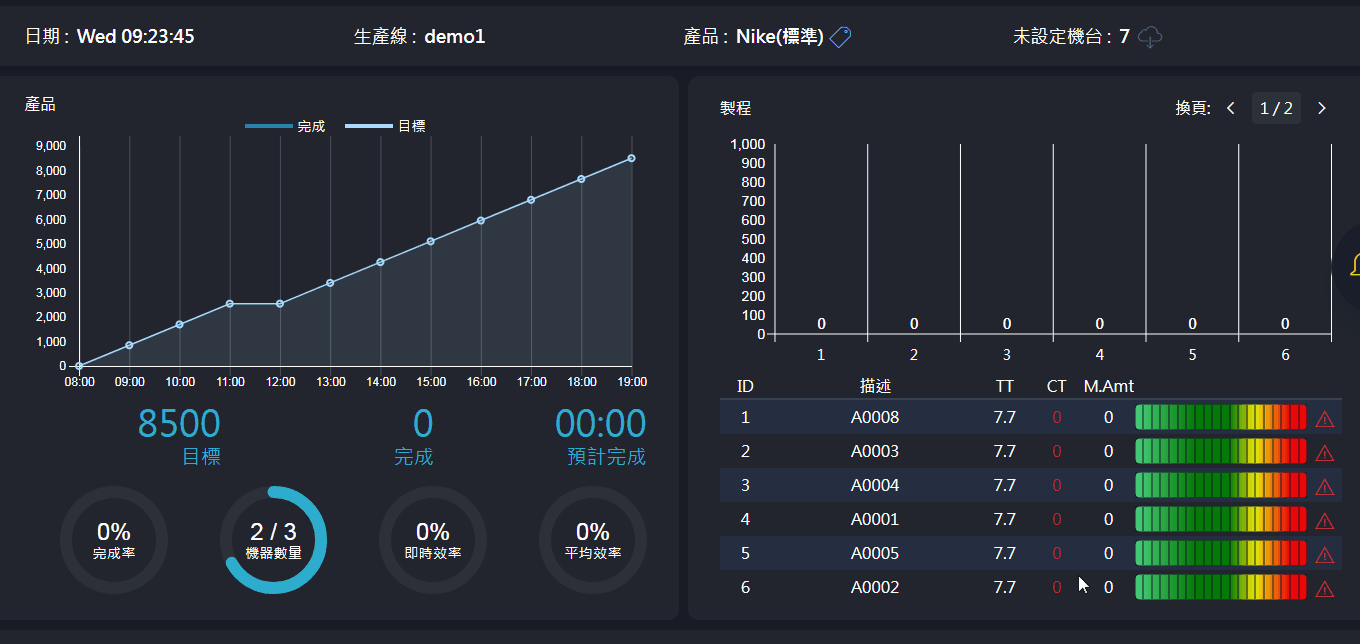 日期 : Wed 09:23:45
生產線 : demo1
產品 : Nike(標準)
未設定機台 : 7
產品
完成
目標
9,000
8,000
7,000
6,000
5,000
4,000
3,000
2,000
1,000
0
08:00 09:00 10:00 11:00 12:00 13:00 14:00 15:00 16:00 17:00 18:00 19:00
8500
目標
0
完成
00:00
預計完成
0%
完成率
2 / 3
機器數量
0%
即時效率
0%
平均效率
製程
換頁: < 1 / 2 >
1,000
900
800
700
600
500
400
300
200
100
0
0 0 0 0 0 0
1 2 3 4 5 6
ID 描述 TT CT M.Amt
1 A0008 7.7 0 0
2 A0003 7.7 0 0
3 A0004 7.7 0 0
4 A0001 7.7 0 0
5 A0005 7.7 0 0
6 A0002 7.7 0 0